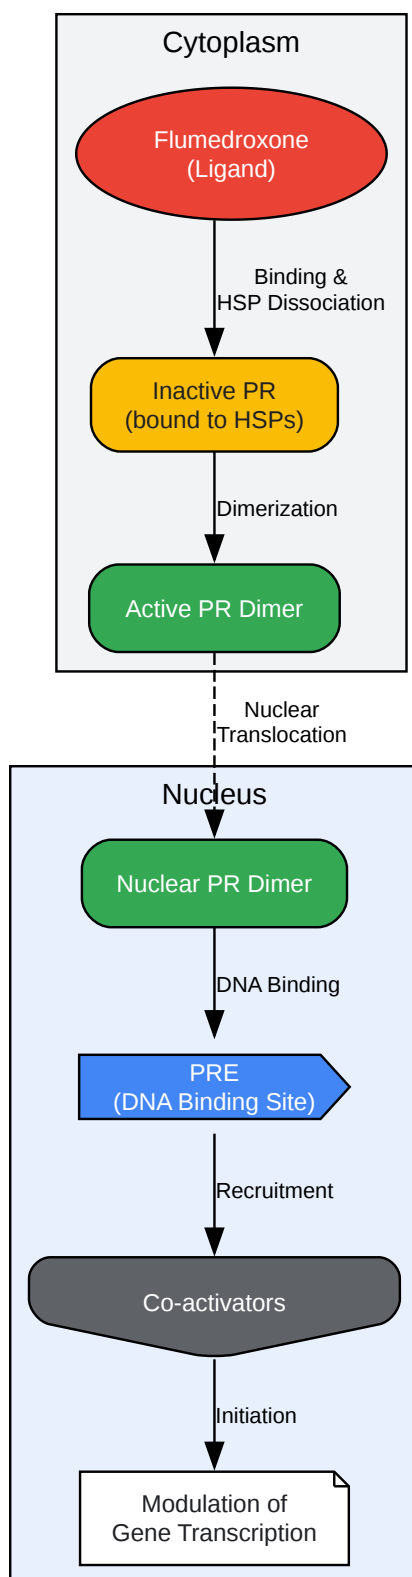 Cytoplasm
Flumedroxone
(Ligand)
Binding &
HSP Dissociation
Inactive PR
(bound to HSPs)
Dimerization
Active PR Dimer
Nuclear
Translocation
Nucleus
Nuclear PR Dimer
DNA Binding
PRE
(DNA Binding Site)
Recruitment
Co-activators
Initiation
Modulation of
Gene Transcription